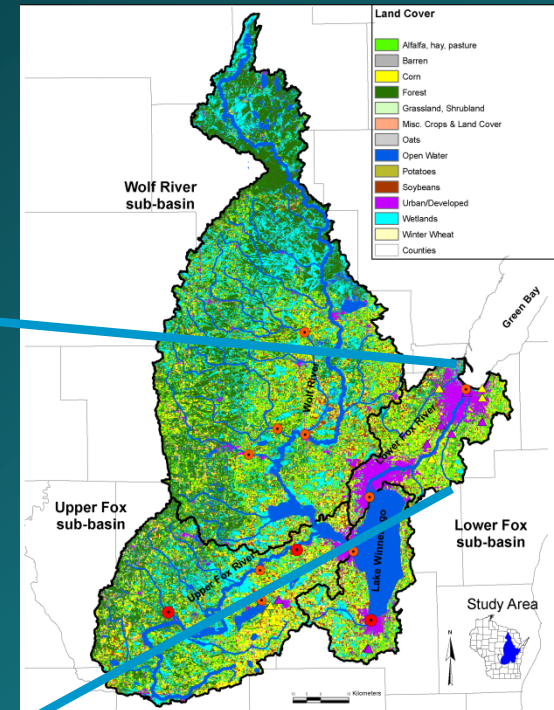 Land Cover
Alfalfa, hay, pasture
Barren
Corn
Forest
Grassland, Shrubland
Misc. Crops & Land Cover
Oats
Open Water
Potatoes
Soybeans
Urban/Developed
Wetlands
Winter Wheat
Counties
Wolf River
sub-basin
Green Bay
Wolf River
Lower Fox River
Upper Fox
sub-basin
Lower Fox
sub-basin
Upper Fox River
Lake Winnebago
Study Area
N
Kilometers